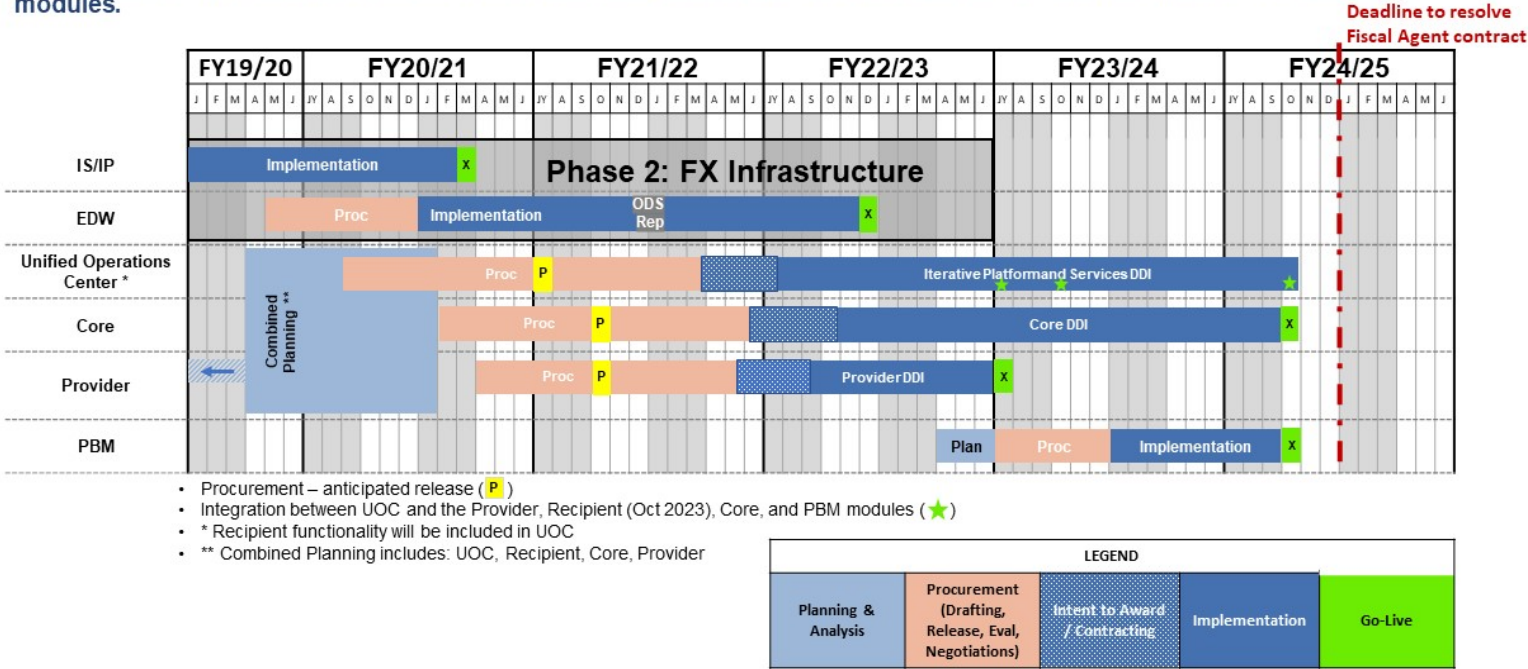 modules.
Deadline to resolve
Fiscal Agent contract
FY19/20 FY20/21 FY21/22 FY22/23 FY23/24 FY24/25
J F M A M J JY A S O N D J F M A M J JY A S O N D J F M A M J JY A S O N D J F M A M J JY A S O N D J F M A M J JY A S O N D J F M A M J
IS/IP Implementation X
Phase 2: FX Infrastructure
EDW Proc Implementation ODS
Rep
X
Unified Operations
Center *
Proc P Iterative Platformand Services DDI
Combined
Planning **
Core Proc P Core DDI X
Provider Proc P Provider DDI X
PBM Plan Proc Implementation X
• Procurement – anticipated release ( P )
• Integration between UOC and the Provider, Recipient (Oct 2023), Core, and PBM modules ( )
• * Recipient functionality will be included in UOC
• ** Combined Planning includes: UOC, Recipient, Core, Provider
LEGEND
Planning &
Analysis
Procurement
(Drafting,
Release, Eval,
Negotiations)
Intent to Award
/ Contracting
Implementation
Go-Live